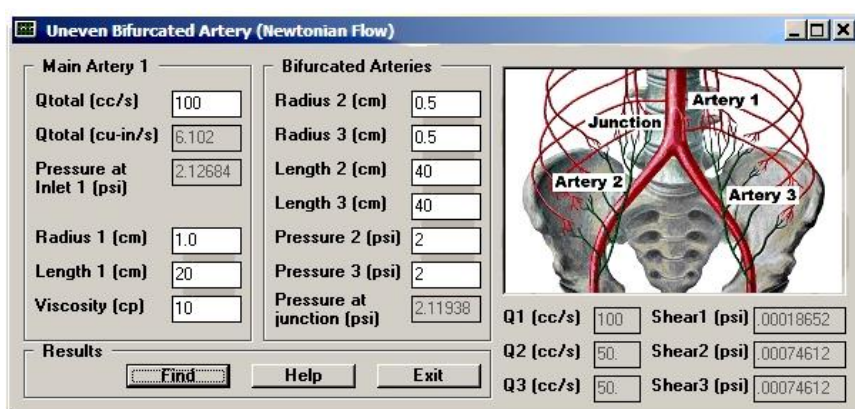 Uneven Bifurcated Artery (Newtonian Flow)
Main Artery 1
Qtotal (cc/s) 100
Qtotal (cu-in/s) 6.102
Pressure at
Inlet 1 (psi) 2.12684
Radius 1 (cm) 1.0
Length 1 (cm) 20
Viscosity (cp) 10
Bifurcated Arteries
Radius 2 (cm) 0.5
Radius 3 (cm) 0.5
Length 2 (cm) 40
Length 3 (cm) 40
Pressure 2 (psi) 2
Pressure 3 (psi) 2
Pressure at
junction (psi) 2.11938
Artery 1
Junction
Artery 2
Artery 3
Q1 (cc/s) 100 Shear1 (psi) .00018652
Q2 (cc/s) 50. Shear2 (psi) .00074612
Q3 (cc/s) 50. Shear3 (psi) .00074612
Results
Find Help Exit